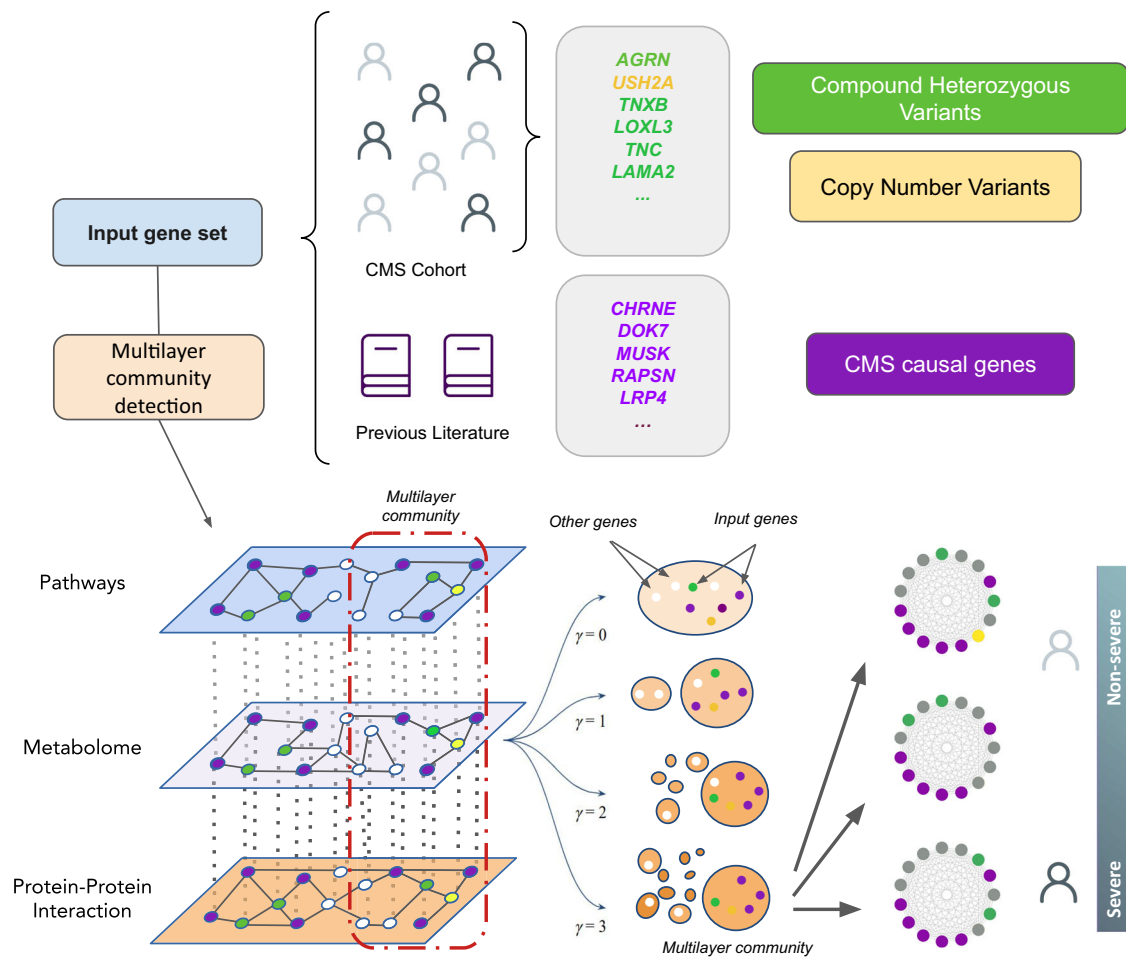 AGRN
USH2A
TNXB
LOXL3
TNC
LAMA2
...
Compound Heterozygous
Variants
Copy Number Variants
Input gene set
CMS Cohort
Multilayer
community
detection
CHRNE
DOK7
MUSK
RAPSN
LRP4
...
CMS causal genes
Previous Literature
Multilayer
community
Other genes
Input genes
Pathways
γ = 0
γ = 1
Metabolome
γ = 2
Protein-Protein
Interaction
γ = 3
Multilayer community
Non-severe
Severe